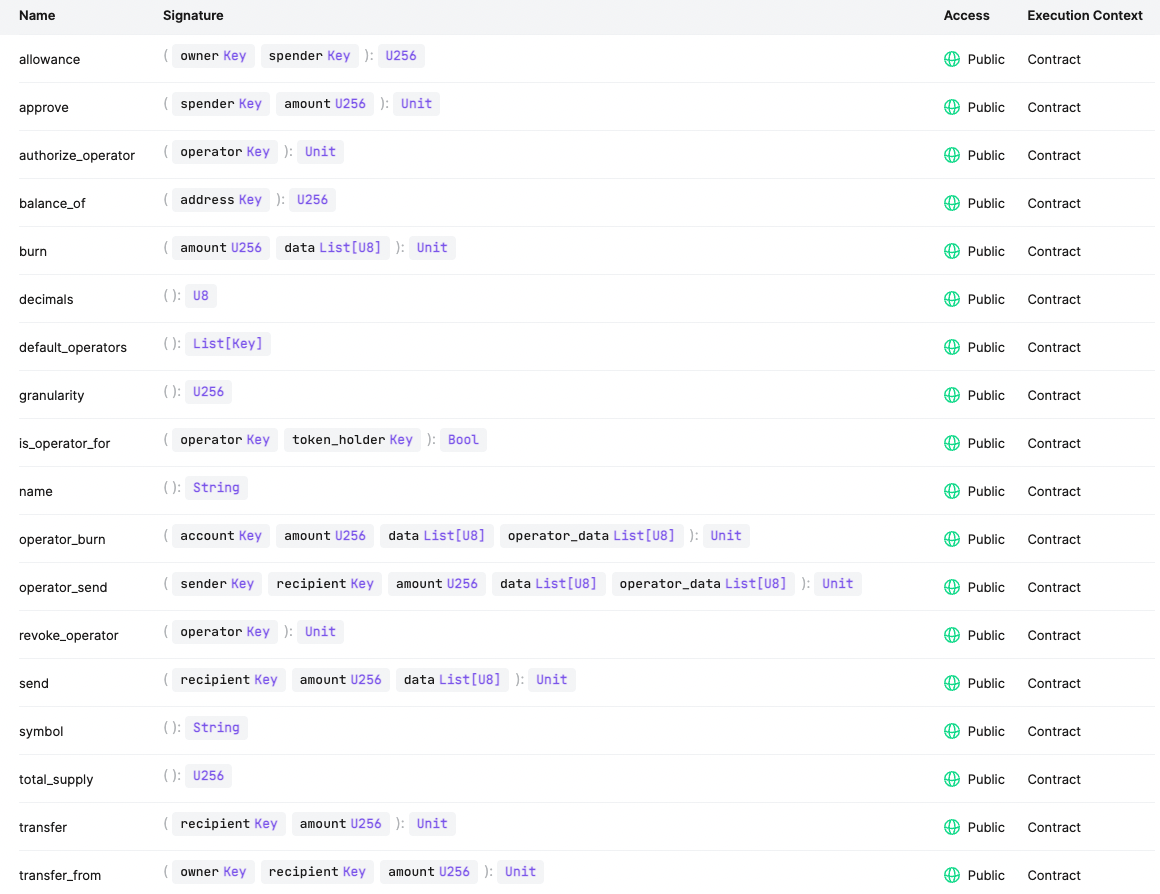 Name Signature Access Execution Context
allowance ( owner Key spender Key ): U256 Public Contract
approve ( spender Key amount U256 ): Unit Public Contract
authorize_operator ( operator Key ): Unit Public Contract
balance_of ( address Key ): U256 Public Contract
burn ( amount U256 data List[U8] ): Unit Public Contract
decimals ( ): U8 Public Contract
default_operators ( ): List[Key] Public Contract
granularity ( ): U256 Public Contract
is_operator_for ( operator Key token_holder Key ): Bool Public Contract
name ( ): String Public Contract
operator_burn ( account Key amount U256 data List[U8] operator_data List[U8] ): Unit Public Contract
operator_send ( sender Key recipient Key amount U256 data List[U8] operator_data List[U8] ): Unit Public Contract
revoke_operator ( operator Key ): Unit Public Contract
send ( recipient Key amount U256 data List[U8] ): Unit Public Contract
symbol ( ): String Public Contract
total_supply ( ): U256 Public Contract
transfer ( recipient Key amount U256 ): Unit Public Contract
transfer_from ( owner Key recipient Key amount U256 ): Unit Public Contract